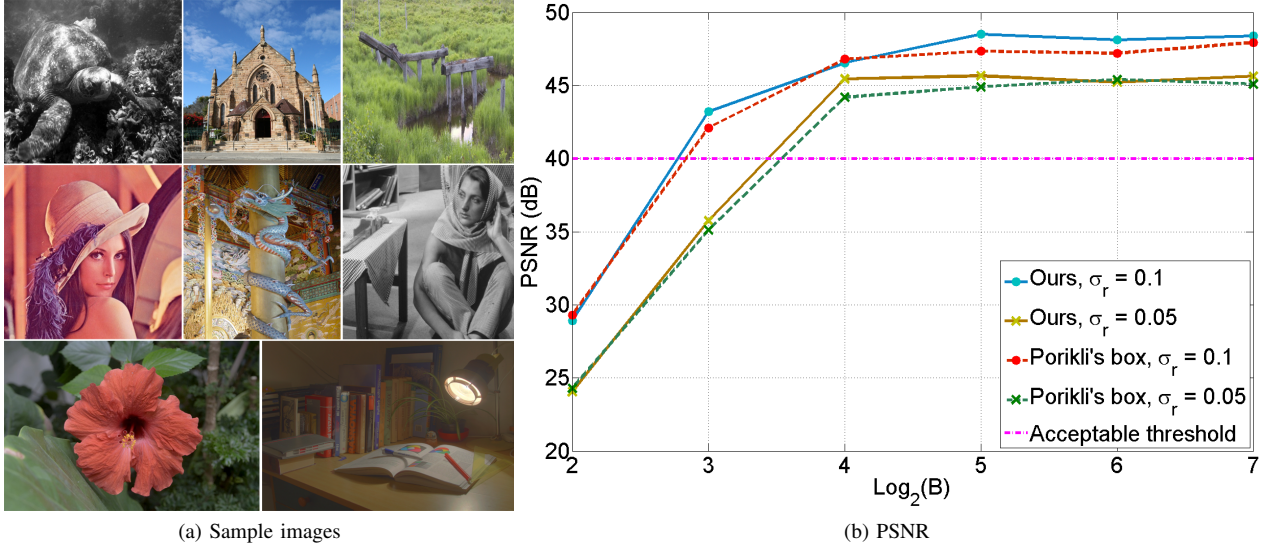 50
45
40
35
30
25
20
PSNR (dB)
2 3 4 5 6 7
Log₂(B)
Ours, σᵣ = 0.1
Ours, σᵣ = 0.05
Porikli's box, σᵣ = 0.1
Porikli's box, σᵣ = 0.05
Acceptable threshold
(a) Sample images
(b) PSNR